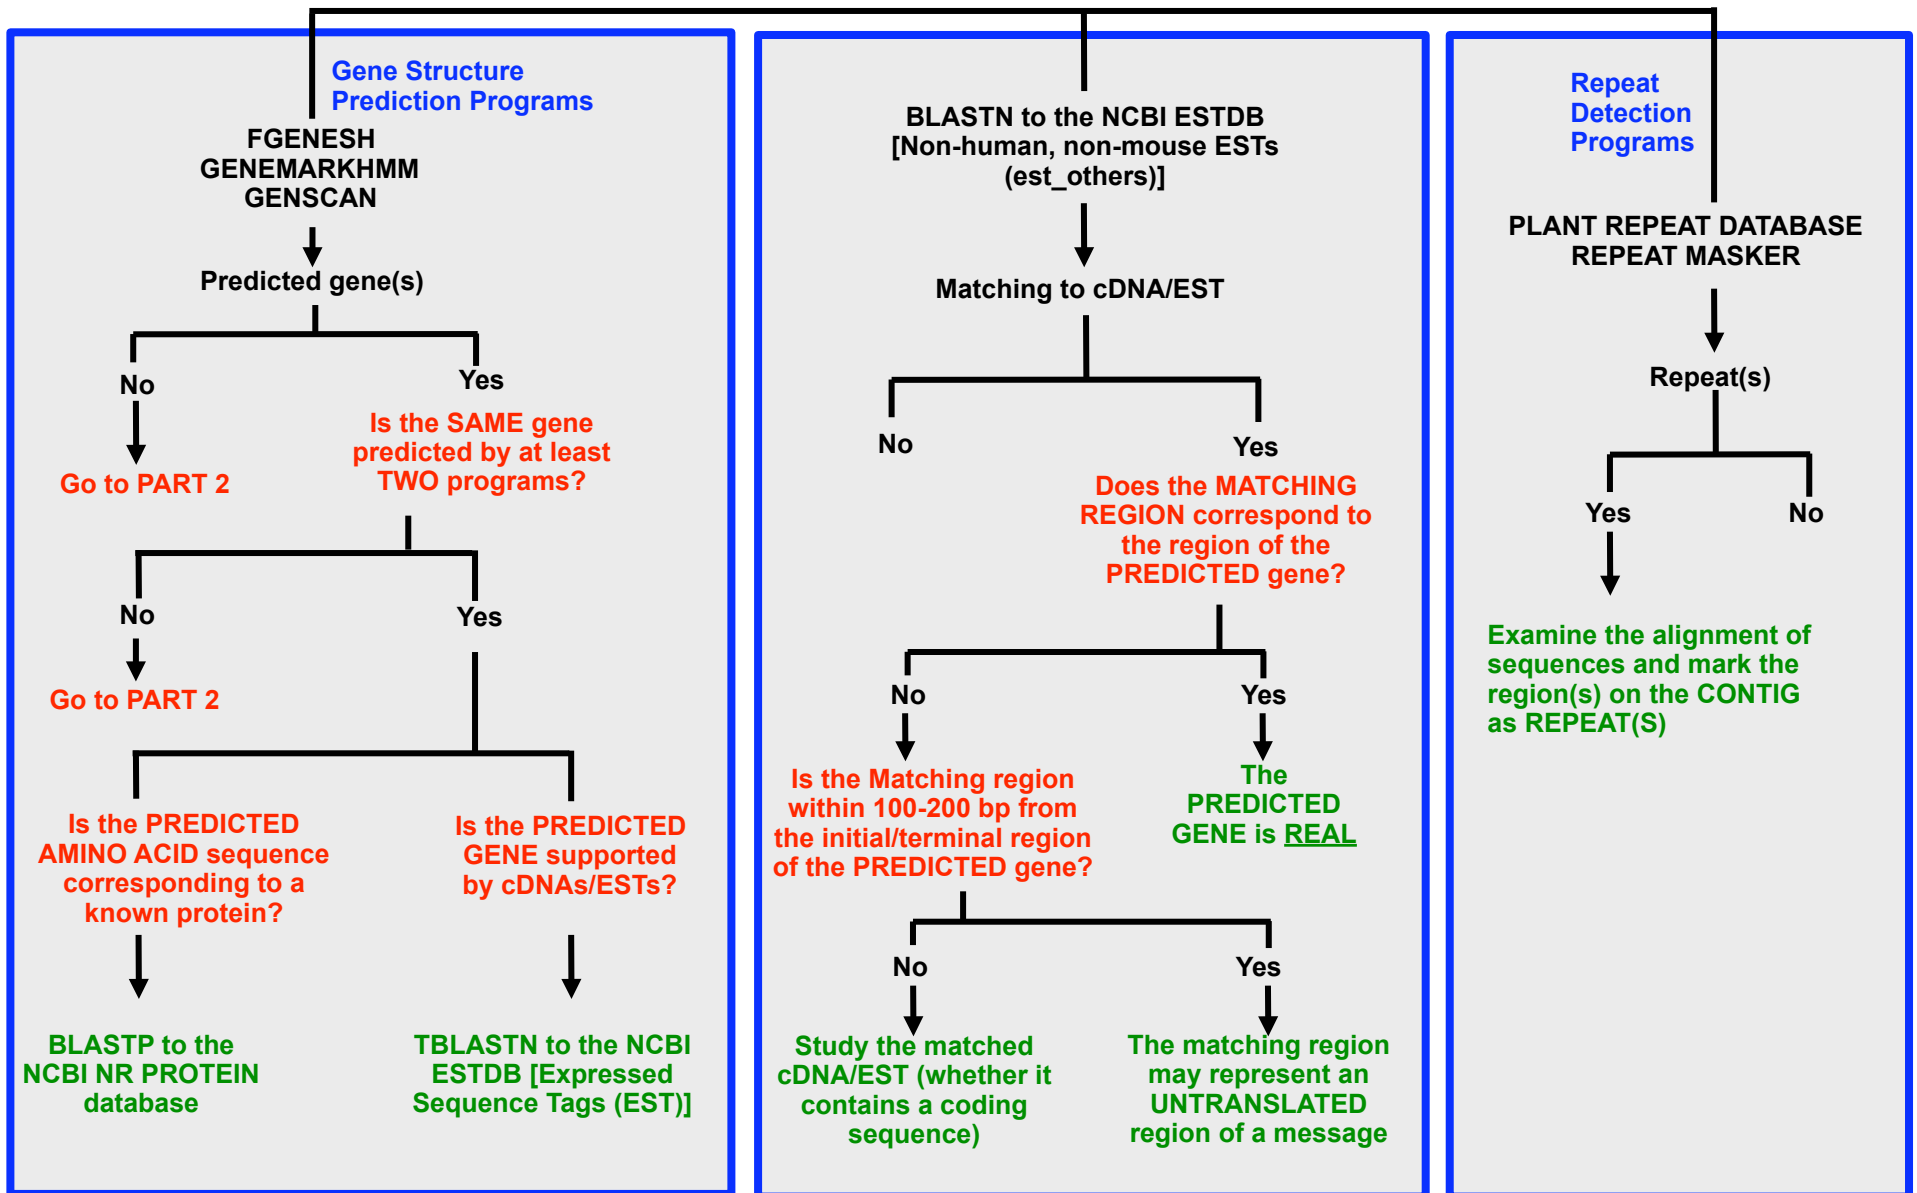 Gene Structure
Prediction Programs
FGENESH
GENEMARKHMM
GENSCAN
Predicted gene(s)
No
Yes
Go to PART 2
Is the SAME gene
predicted by at least
TWO programs?
No
Yes
Go to PART 2
Is the PREDICTED
AMINO ACID sequence
corresponding to a
known protein?
Is the PREDICTED
GENE supported
by cDNAs/ESTs?
BLASTP to the
NCBI NR PROTEIN
database
TBLASTN to the NCBI
ESTDB [Expressed
Sequence Tags (EST)]
BLASTN to the NCBI ESTDB
[Non-human, non-mouse ESTs
(est_others)]
Matching to cDNA/EST
No
Yes
Does the MATCHING
REGION correspond to
the region of the
PREDICTED gene?
No
Yes
Is the Matching region
within 100-200 bp from
the initial/terminal region
of the PREDICTED gene?
The
PREDICTED
GENE is REAL
No
Yes
Study the matched
cDNA/EST (whether it
contains a coding
sequence)
The matching region
may represent an
UNTRANSLATED
region of a message
Repeat
Detection
Programs
PLANT REPEAT DATABASE
REPEAT MASKER
Repeat(s)
Yes
No
Examine the alignment of
sequences and mark the
region(s) on the CONTIG
as REPEAT(S)